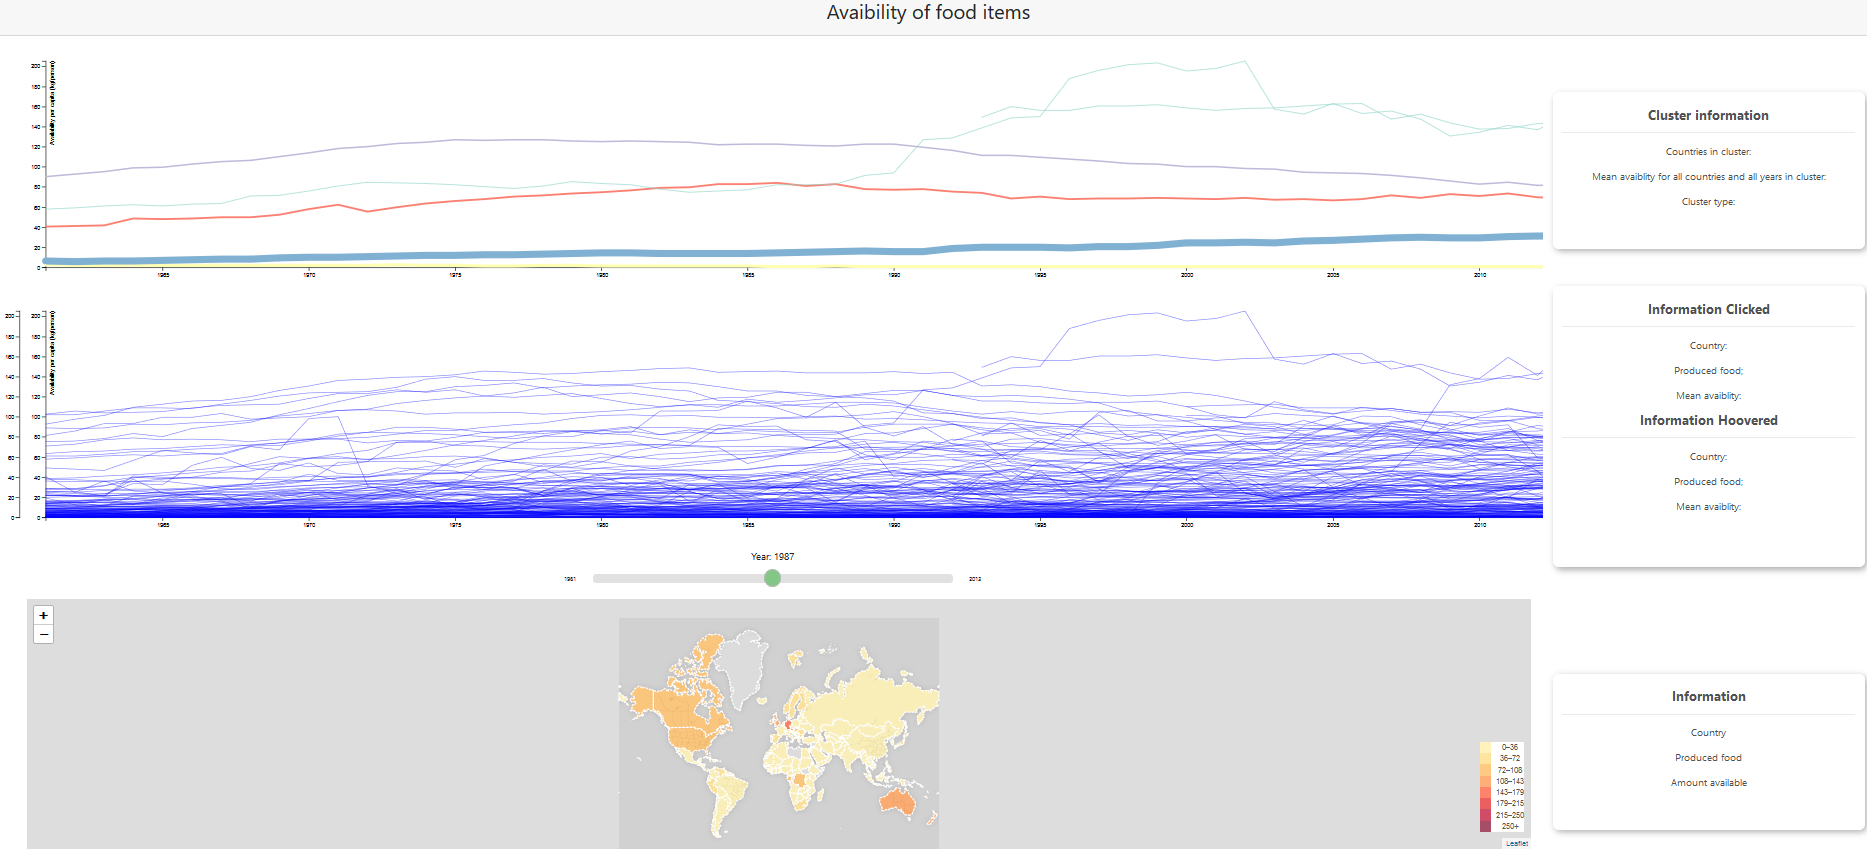 Avaibility of food items
Availability per capita (kg/person)
200
180
160
140
120
100
80
60
40
20
0
1965
1970
1975
1980
1985
1990
1995
2000
2005
2010
Cluster information
Countries in cluster:
Mean avaiblity for all countries and all years in cluster:
Cluster type:
200 200
180 180
160 160
140 140
120 120
100 100
80 80
60 60
40 40
20 20
0 0
Availability per capita (kg/person)
1965
1970
1975
1980
1985
1990
1995
2000
2005
2010
Information Clicked
Country:
Produced food;
Mean avaiblity:
Information Hoovered
Country:
Produced food;
Mean avaiblity:
Year: 1987
1961
2013
+
−
0–36
36–72
72–108
108–143
143–179
179–215
215–250
250+
Leaflet
Information
Country
Produced food
Amount available